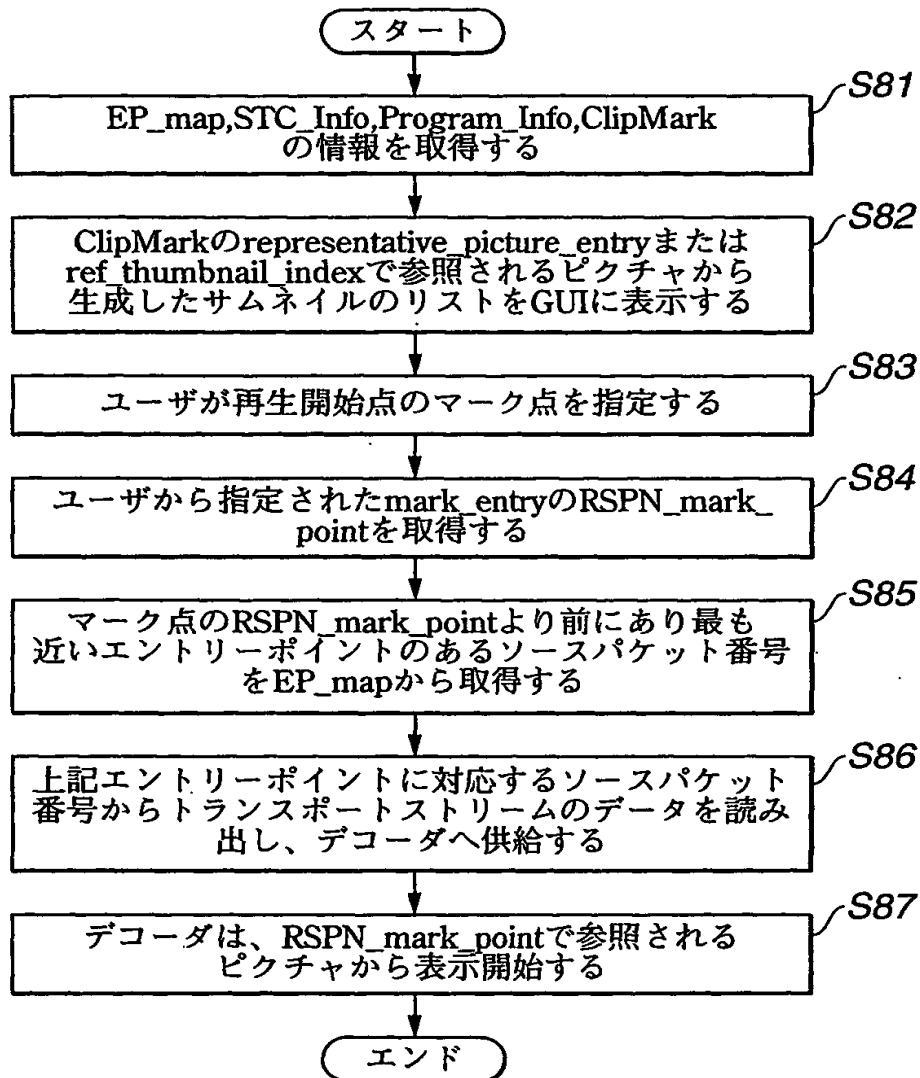 スタート
S81
EP_map,STC_Info,Program_Info,ClipMark
の情報を取得する
S82
ClipMarkのrepresentative_picture_entryまたは
ref_thumbnail_indexで参照されるピクチャから
生成したサムネイルのリストをGUIに表示する
S83
ユーザが再生開始点のマーク点を指定する
S84
ユーザから指定されたmark_entryのRSPN_mark_
pointを取得する
S85
マーク点のRSPN_mark_pointより前にあり最も
近いエントリーポイントのあるソースパケット番号
をEP_mapから取得する
S86
上記エントリーポイントに対応するソースパケット
番号からトランスポートストリームのデータを読み
出し、デコーダへ供給する
S87
デコーダは、RSPN_mark_pointで参照される
ピクチャから表示開始する
エンド